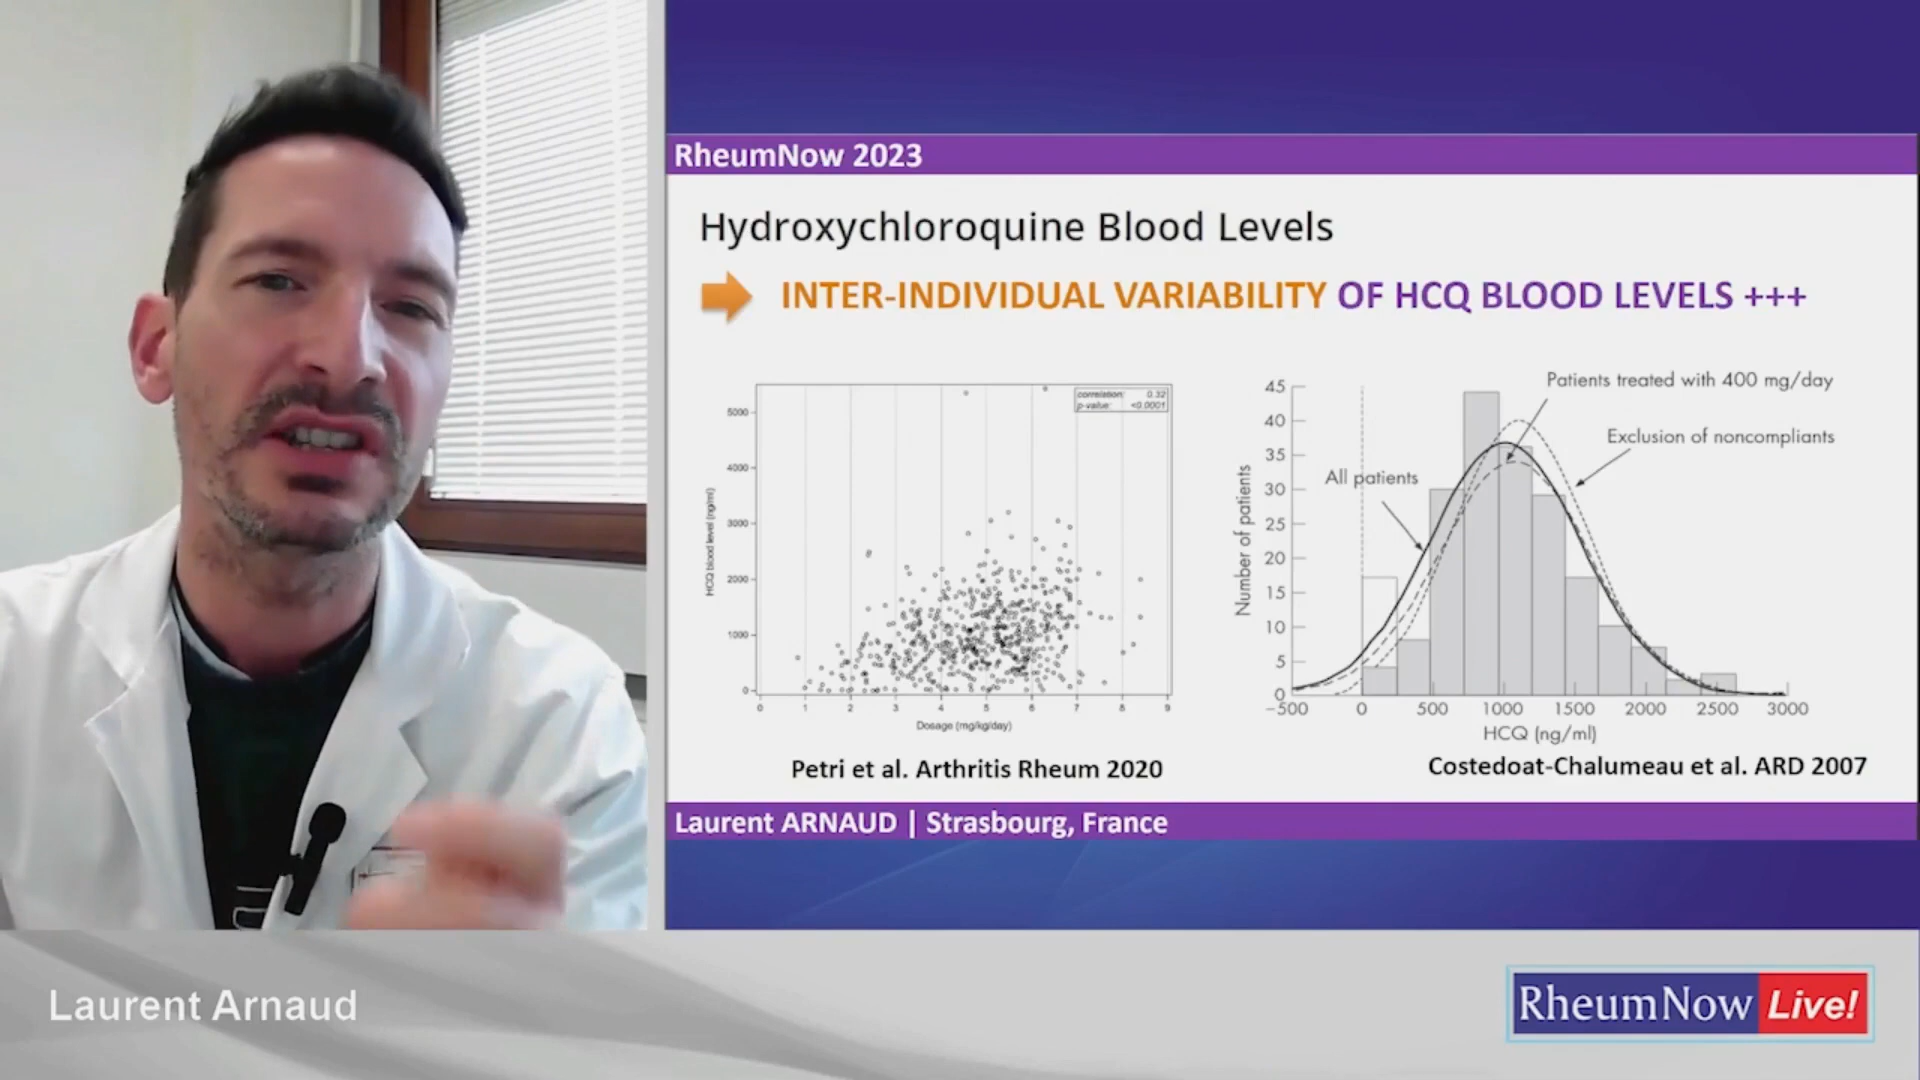 RheumNow 2023
Hydroxychloroquine Blood Levels
INTER-INDIVIDUAL VARIABILITY OF HCQ BLOOD LEVELS +++
correlation: 0.32
p-value: <0.0001
5000
4000
3000
2000
1000
0
HCQ blood level (ng/ml)
0 1 2 3 4 5 6 7 8 9
Dosage (mg/kg/day)
Petri et al. Arthritis Rheum 2020
Patients treated with 400 mg/day
Exclusion of noncompliants
All patients
45
40
35
30
25
20
15
10
5
0
Number of patients
−500 0 500 1000 1500 2000 2500 3000
HCQ (ng/ml)
Costedoat-Chalumeau et al. ARD 2007
Laurent ARNAUD | Strasbourg, France
Laurent Arnaud
RheumNow Live!